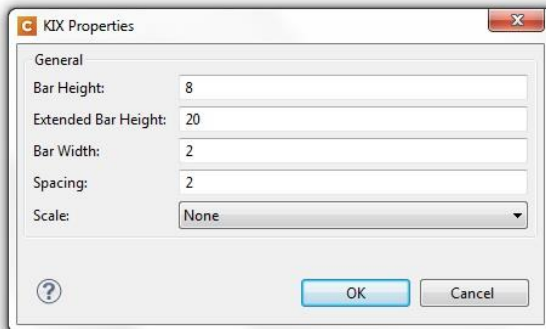 C KIX Properties X
General
Bar Height: 8
Extended Bar Height: 20
Bar Width: 2
Spacing: 2
Scale: None
? OK Cancel